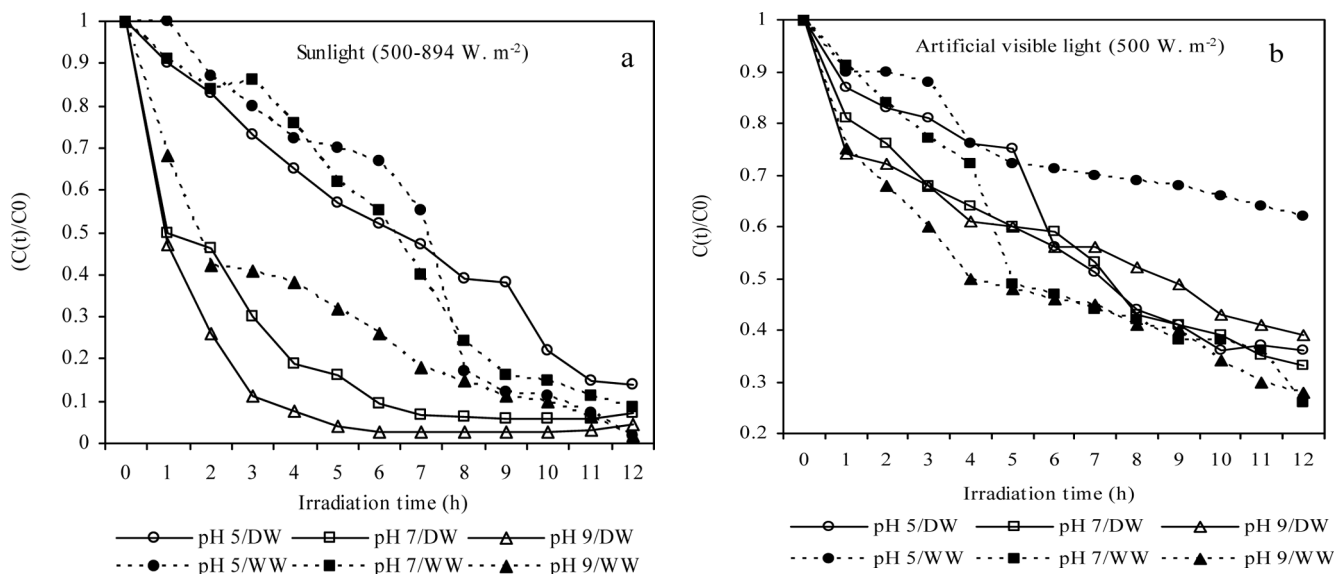 Sunlight (500-894 W. m-2)
a
(C(t)/C0)
1
0.9
0.8
0.7
0.6
0.5
0.4
0.3
0.2
0.1
0
0 1 2 3 4 5 6 7 8 9 10 11 12
Irradiation time (h)
pH 5/DW pH 7/DW pH 9/DW
pH 5/WW pH 7/WW pH 9/WW
Artificial visible light (500 W. m-2)
b
C(t)/C0)
1
0.9
0.8
0.7
0.6
0.5
0.4
0.3
0.2
0 1 2 3 4 5 6 7 8 9 10 11 12
Irradiation time (h)
pH 5/DW pH 7/DW pH 9/DW
pH 5/WW pH 7/WW pH 9/WW